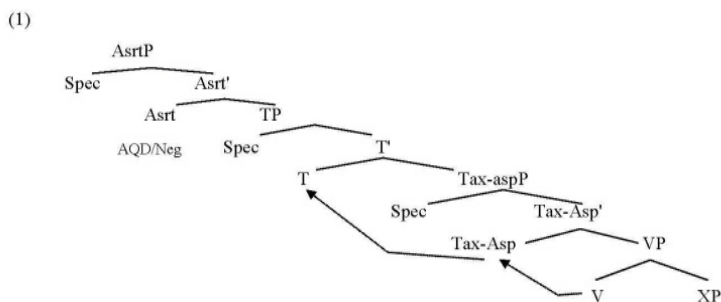 (1)
AsrtP
Spec Asrt'
Asrt TP
AQD/Neg Spec T'
T Tax-aspP
Spec Tax-Asp'
Tax-Asp VP
V XP